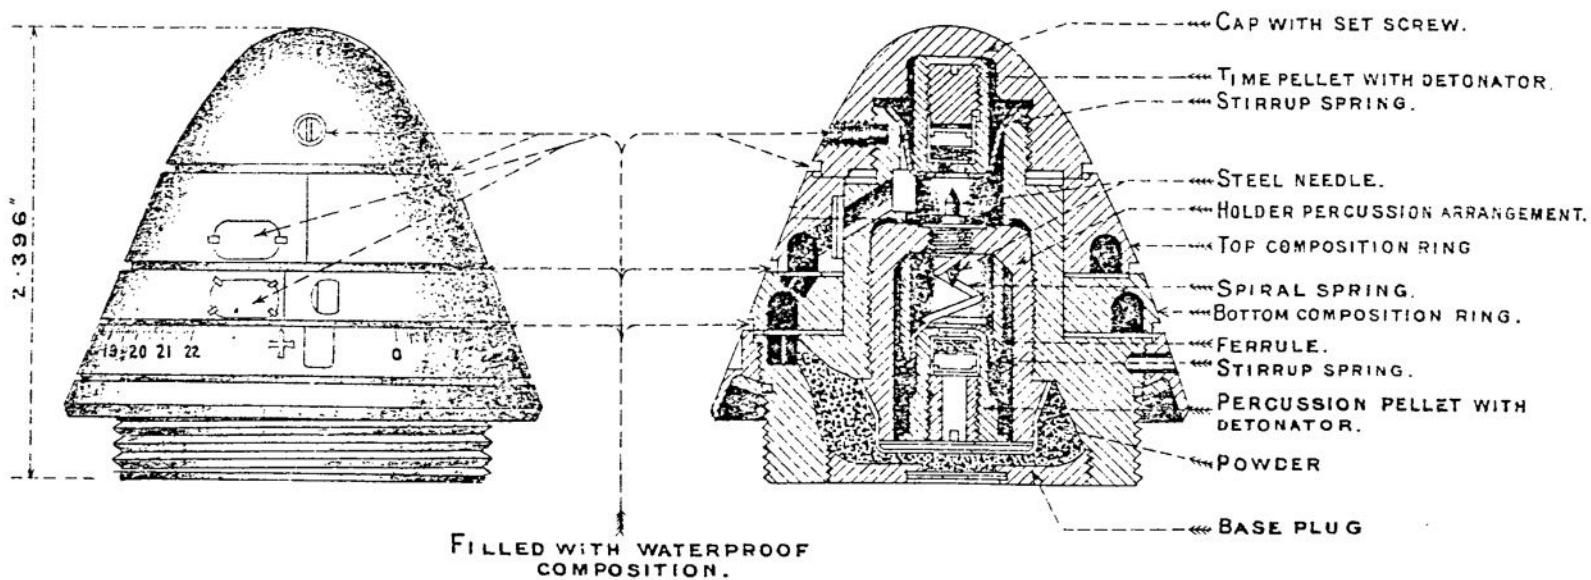 2·396"
19 20 21 22
0
FILLED WITH WATERPROOF
COMPOSITION.
CAP WITH SET SCREW.
TIME PELLET WITH DETONATOR.
STIRRUP SPRING.
STEEL NEEDLE.
HOLDER PERCUSSION ARRANGEMENT.
TOP COMPOSITION RING
SPIRAL SPRING.
BOTTOM COMPOSITION RING.
FERRULE.
STIRRUP SPRING.
PERCUSSION PELLET WITH
DETONATOR.
POWDER
BASE PLUG